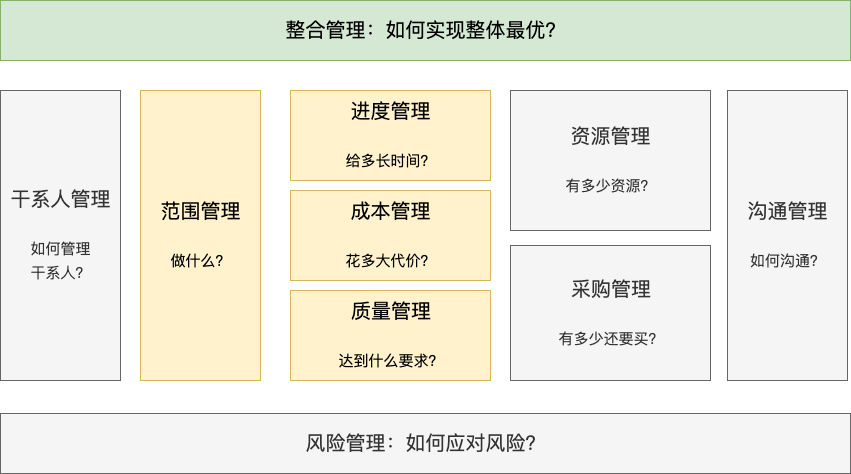 整合管理：如何实现整体最优？
干系人管理
如何管理
干系人？
范围管理
做什么？
进度管理
给多长时间？
成本管理
花多大代价？
质量管理
达到什么要求？
资源管理
有多少资源？
采购管理
有多少还要买？
沟通管理
如何沟通？
风险管理：如何应对风险？